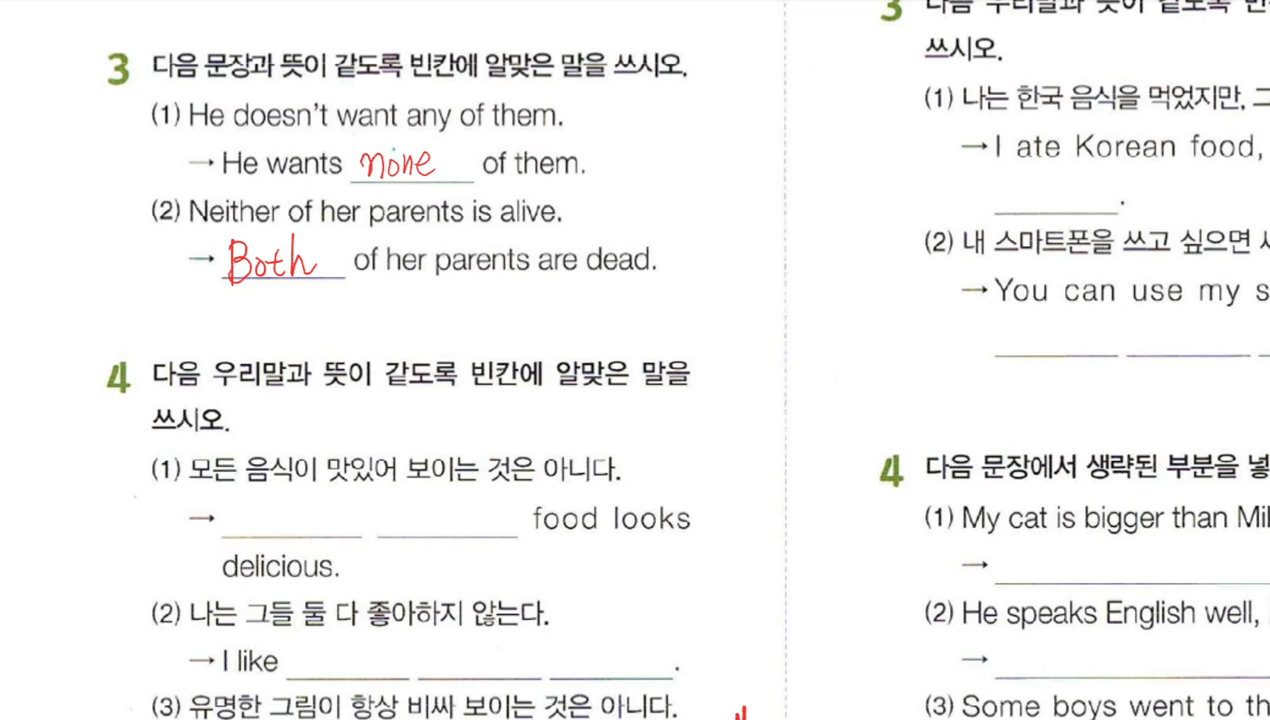 3 다음 문장과 뜻이 같도록 빈칸에 알맞은 말을 쓰시오.
(1) He doesn't want any of them.
→ He wants none of them.
(2) Neither of her parents is alive.
→ Both of her parents are dead.
4 다음 우리말과 뜻이 같도록 빈칸에 알맞은 말을
쓰시오.
(1) 모든 음식이 맛있어 보이는 것은 아니다.
→ food looks
delicious.
(2) 나는 그들 둘 다 좋아하지 않는다.
→ I like .
(3) 유명한 그림이 항상 비싸 보이는 것은 아니다.
3 다음 우리말과 뜻이 같도록
쓰시오.
(1) 나는 한국 음식을 먹었지만,
→ I ate Korean food,
.
(2) 내 스마트폰을 쓰고 싶으면
→ You can use my
4 다음 문장에서 생략된 부분을
(1) My cat is bigger than
→
(2) He speaks English well,
→
(3) Some boys went to